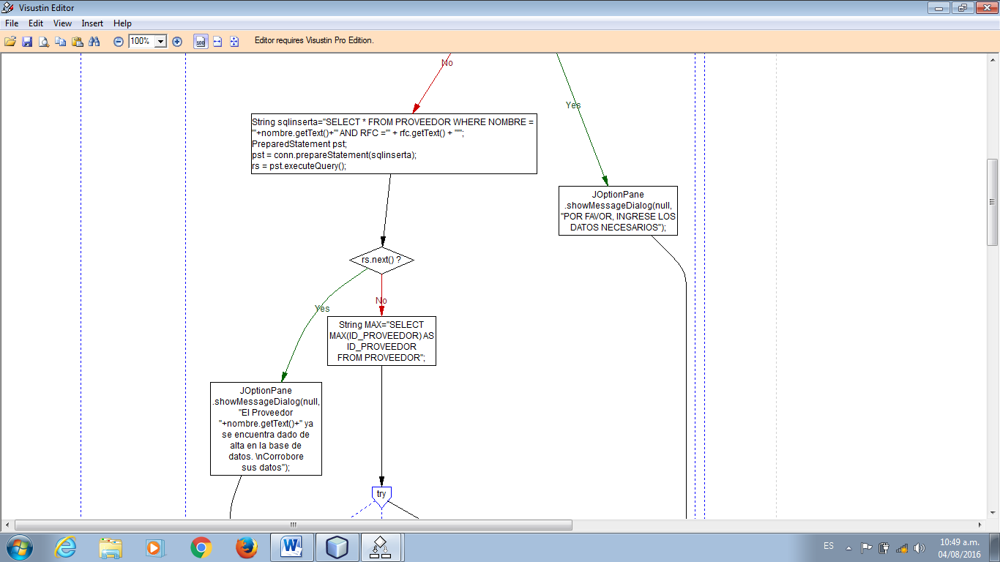 Visustin Editor
File Edit View Insert Help
100% 100 Editor requires Visustin Pro Edition.
No
Yes
String sqlinserta="SELECT * FROM PROVEEDOR WHERE NOMBRE =
'"+nombre.getText()+"' AND RFC ='" + rfc.getText() + "'";
PreparedStatement pst;
pst = conn.prepareStatement(sqlinserta);
rs = pst.executeQuery();
JOptionPane
.showMessageDialog(null,
"POR FAVOR, INGRESE LOS
DATOS NECESARIOS");
rs.next() ?
Yes
No
String MAX="SELECT
MAX(ID_PROVEEDOR) AS
ID_PROVEEDOR
FROM PROVEEDOR";
JOptionPane
.showMessageDialog(null,
"El Proveedor
"+nombre.getText()+" ya
se encuentra dado de
alta en la base de
datos. \nCorrobore
sus datos");
try
ES
10:49 a.m.
04/08/2016